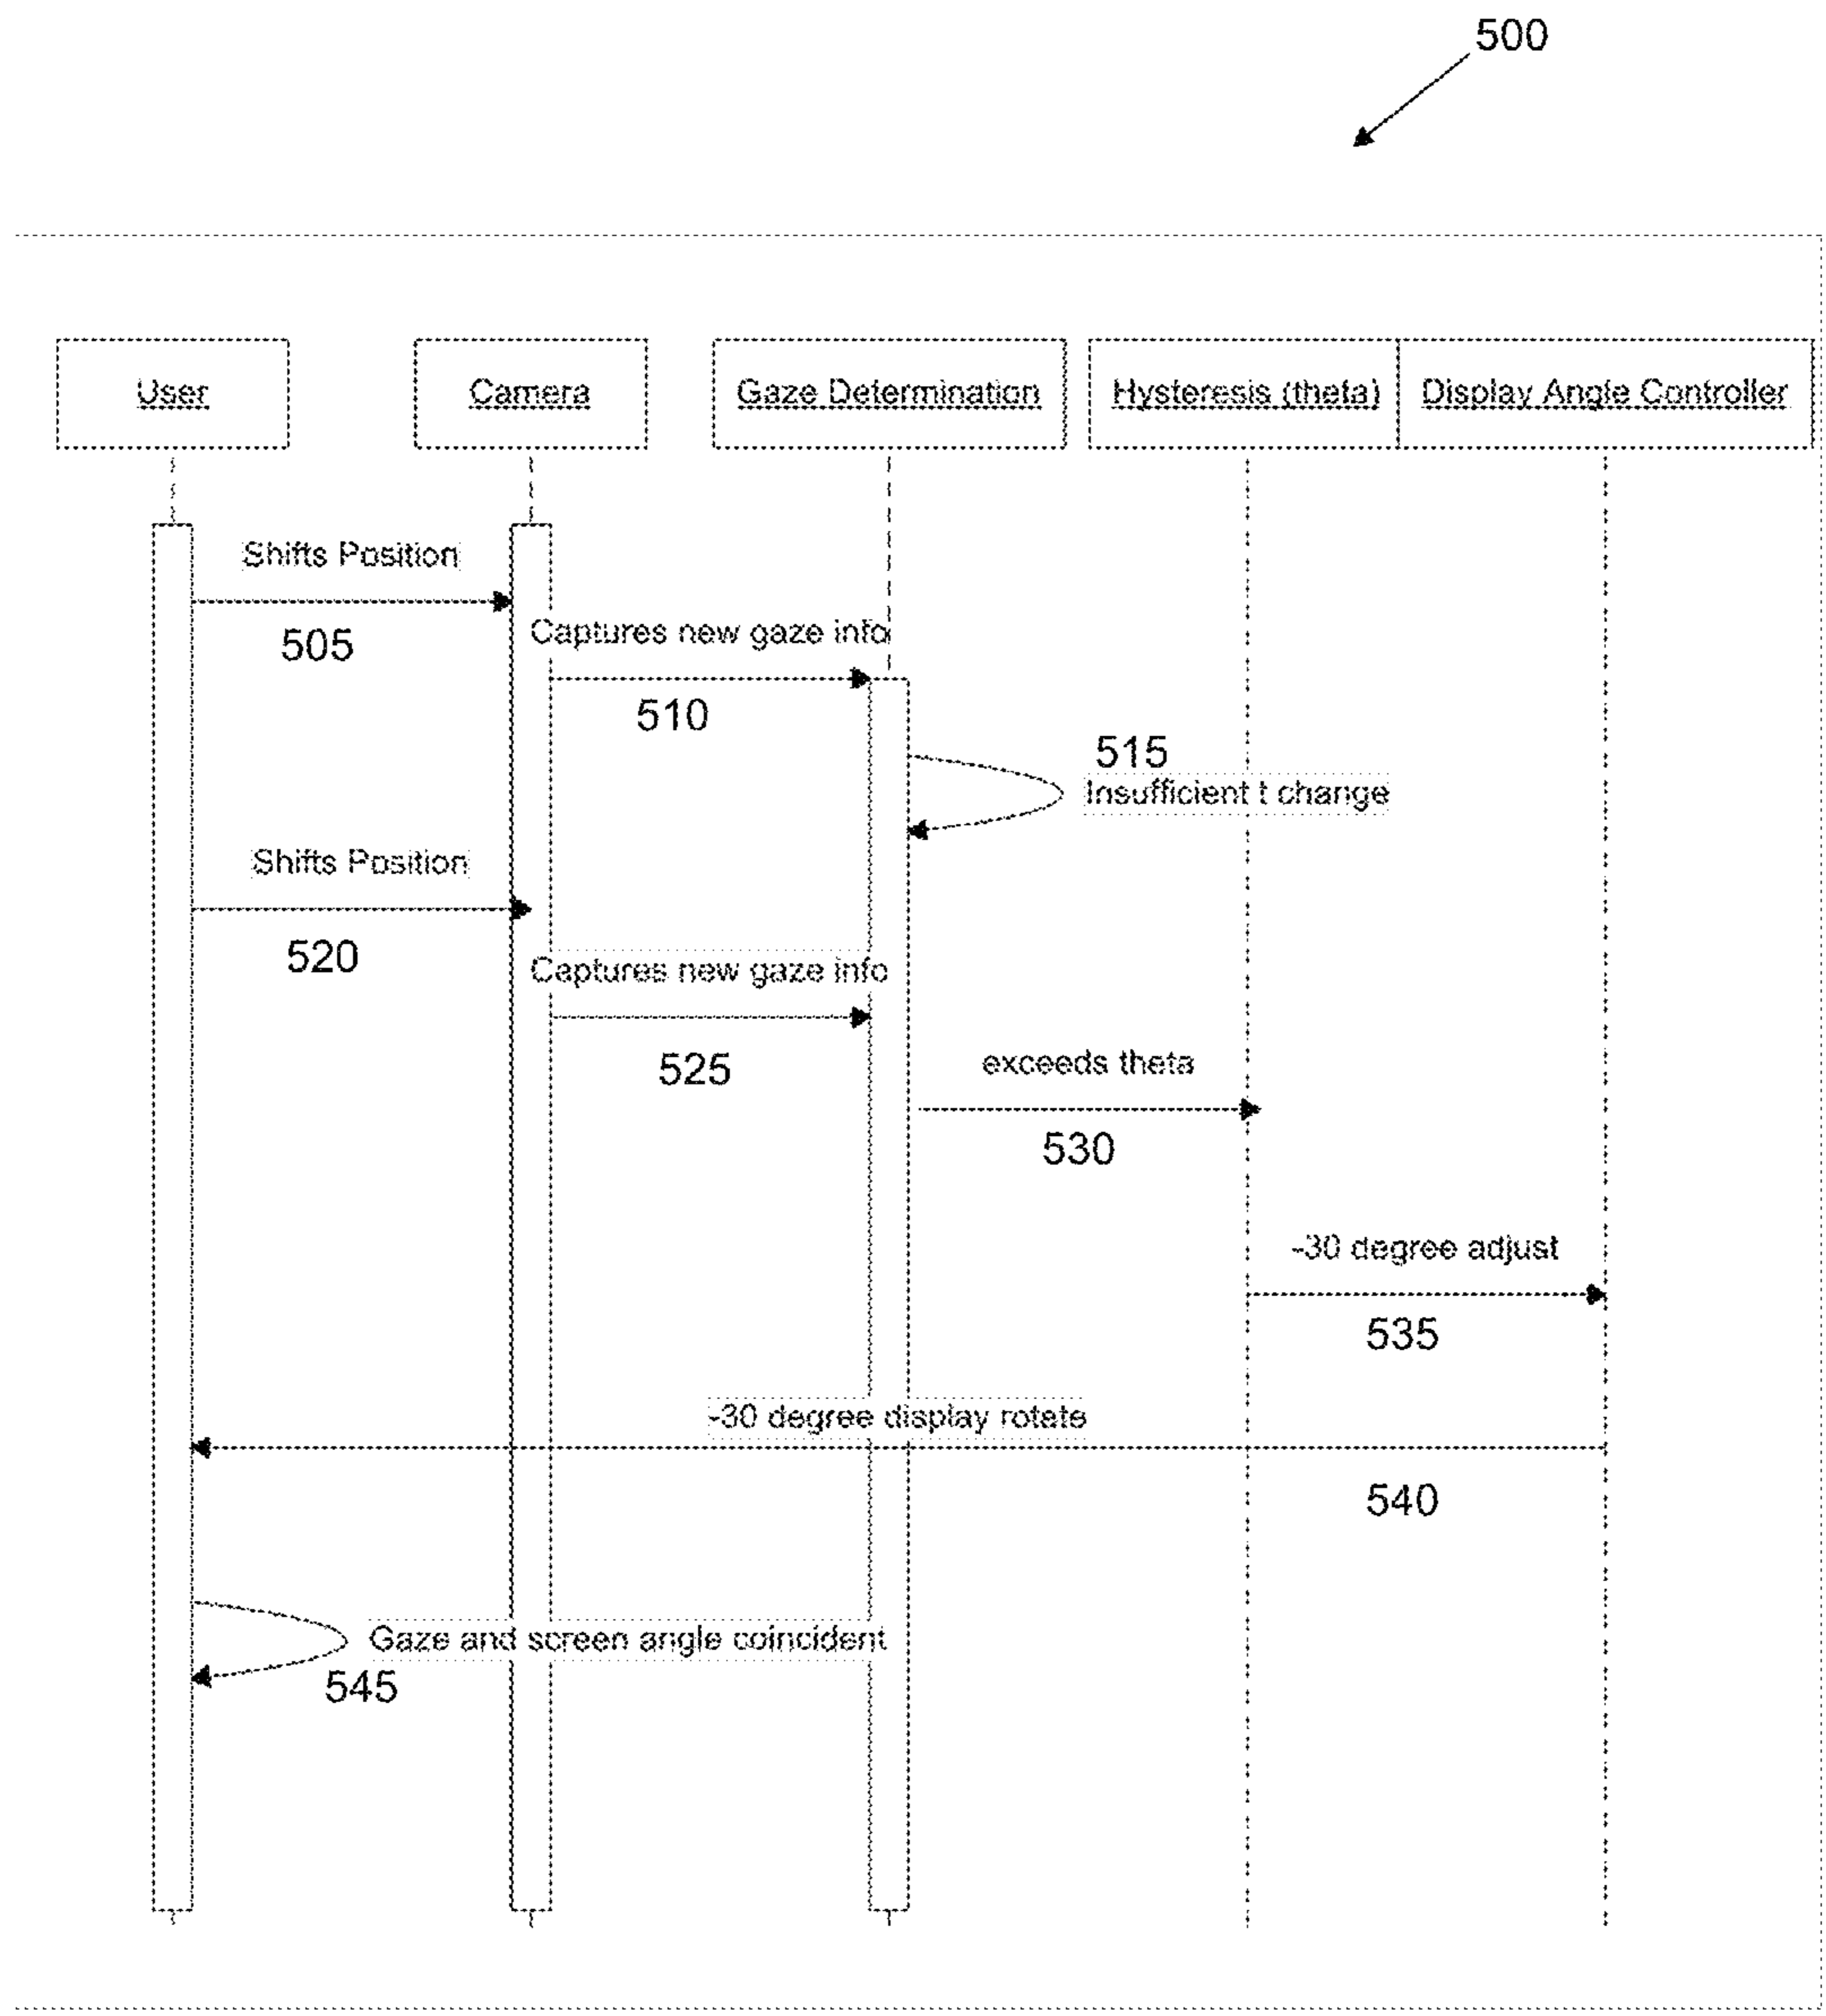 500
User
Camera
Gaze Determination
Hysteresis (theta)
Display Angle Controller
Shifts Position
505
Captures new gaze info
510
515
Insufficient t change
Shifts Position
520
Captures new gaze info
525
exceeds theta
530
-30 degree adjust
535
-30 degree display rotate
540
Gaze and screen angle coincident
545